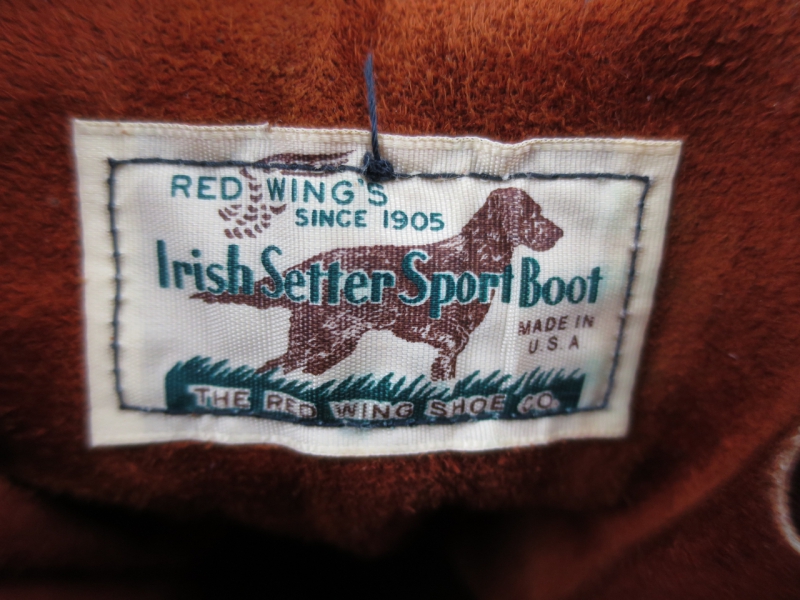 RED WING'S
SINCE 1905
Irish Setter Sport Boot
MADE IN
U.S.A
THE RED WING SHOE CO.